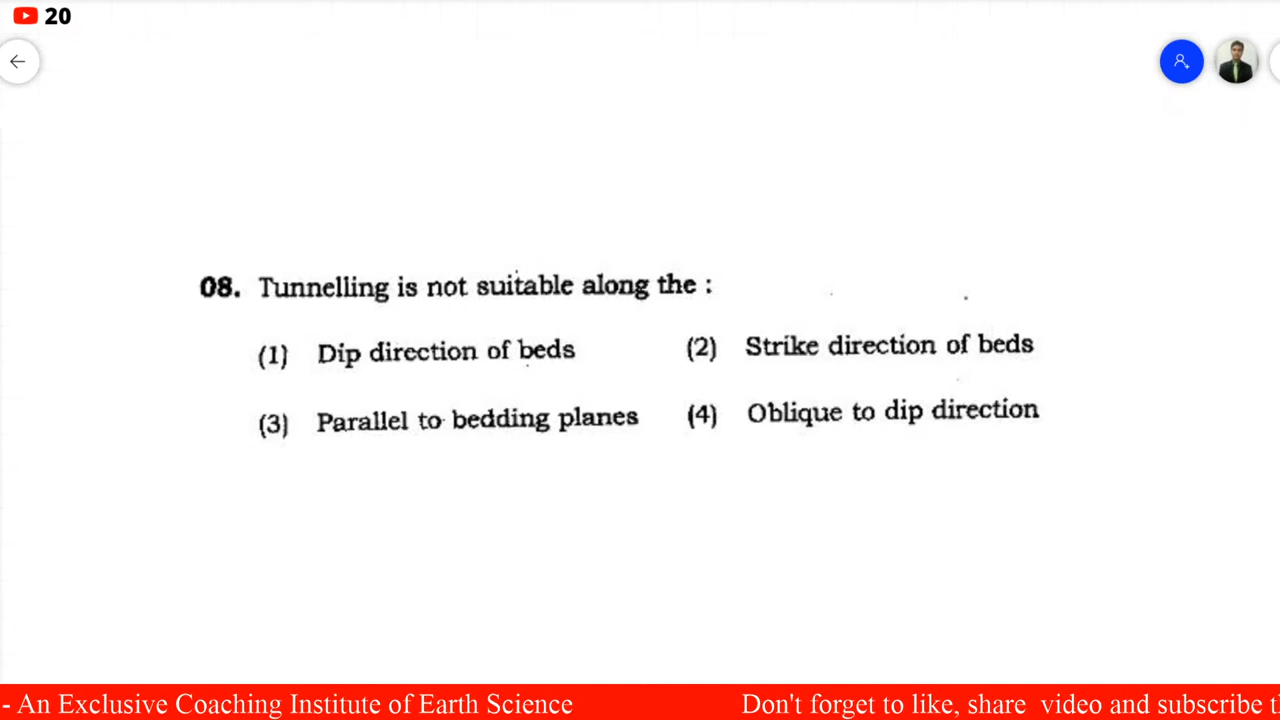 20
08. Tunnelling is not suitable along the :
(1) Dip direction of beds (2) Strike direction of beds
(3) Parallel to bedding planes (4) Oblique to dip direction
- An Exclusive Coaching Institute of Earth Science Don't forget to like, share video and subscribe